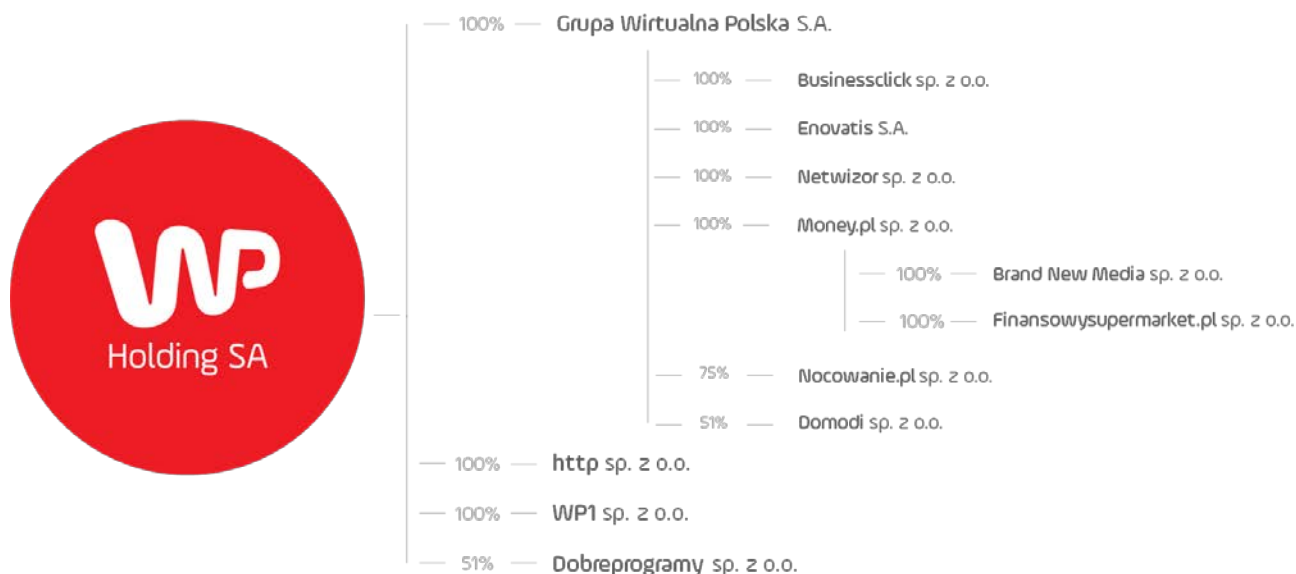 100% Grupa Wirtualna Polska S.A.
100% Businessclick sp. z o.o.
100% Enovatis S.A.
100% Netwizor sp. z o.o.
100% Money.pl sp. z o.o.
100% Brand New Media sp. z o.o.
100% Finansowysupermarket.pl sp. z o.o.
75% Nocowanie.pl sp. z o.o.
51% Domodi sp. z o.o.
WP
Holding SA
100% http sp. z o.o.
100% WP1 sp. z o.o.
51% Dobreprogramy sp. z o.o.